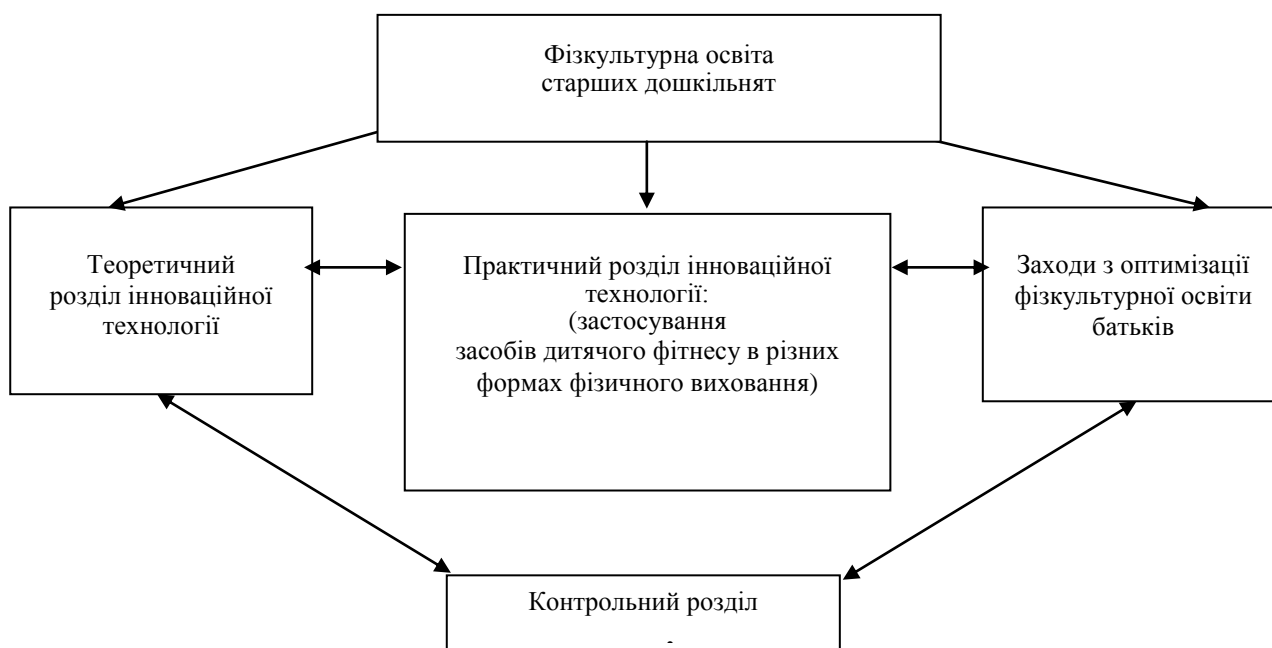 Фізкультурна освіта
старших дошкільнят
Теоретичний
розділ інноваційної
технології
Практичний розділ інноваційної
технології:
(застосування
засобів дитячого фітнесу в різних
формах фізичного виховання)
Заходи з оптимізації
фізкультурної освіти
батьків
Контрольний розділ